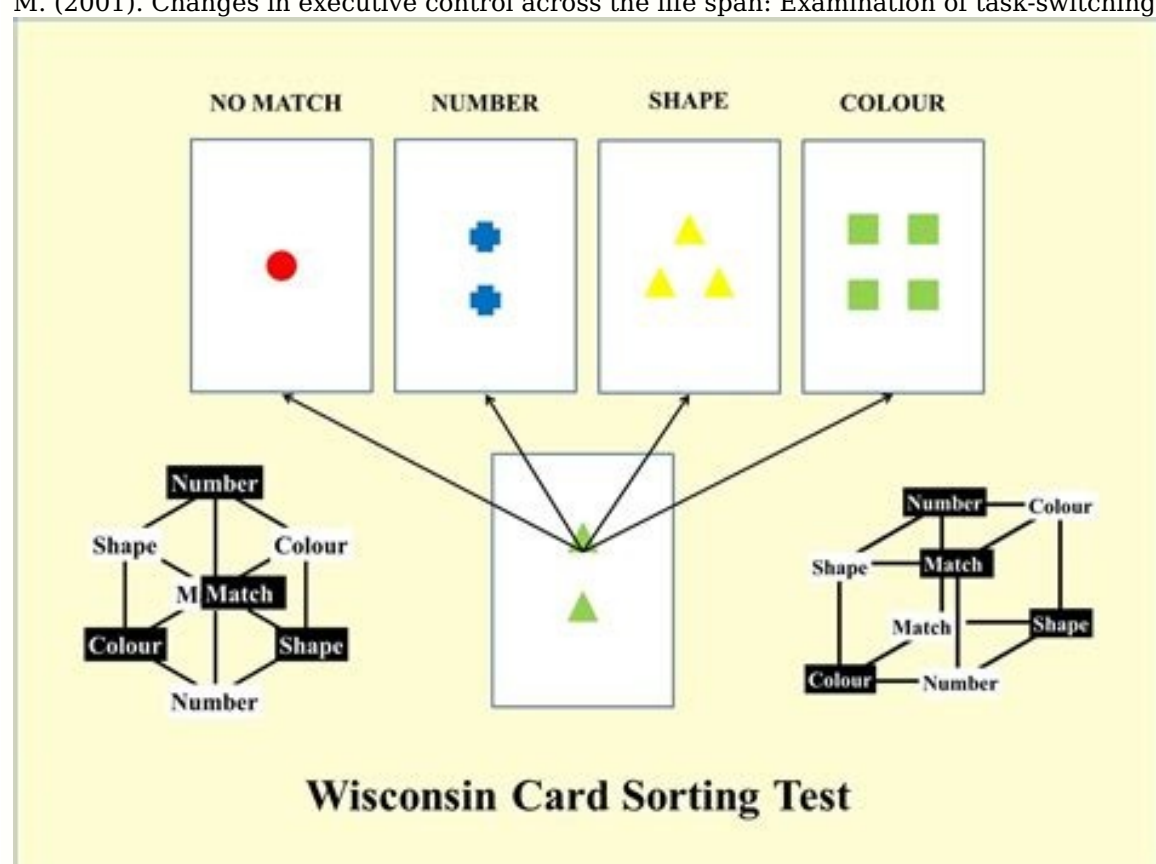 M. (2001). Changes in executive control across the life span: Examination of task-switching
NO MATCH NUMBER SHAPE COLOUR
Number
Shape Colour
M Match
Colour Shape
Number
Number Colour
Shape Match
Match Shape
Colour Number
Wisconsin Card Sorting Test